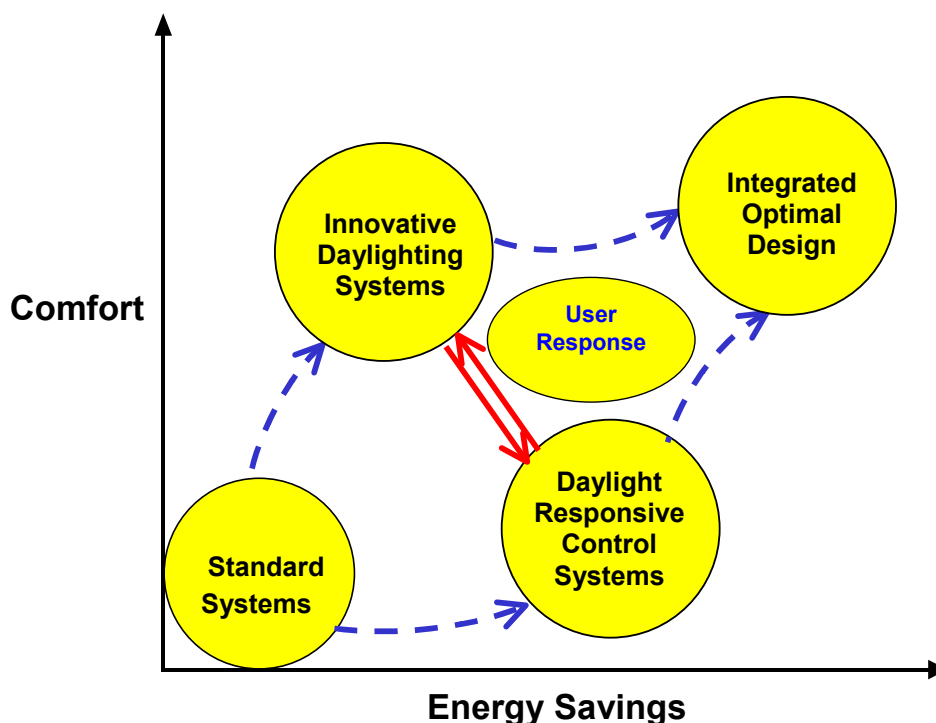 Integrated
Optimal
Design
Innovative
Daylighting
Systems
Comfort
User
Response
Daylight
Responsive
Control
Systems
Standard
Systems
Energy Savings